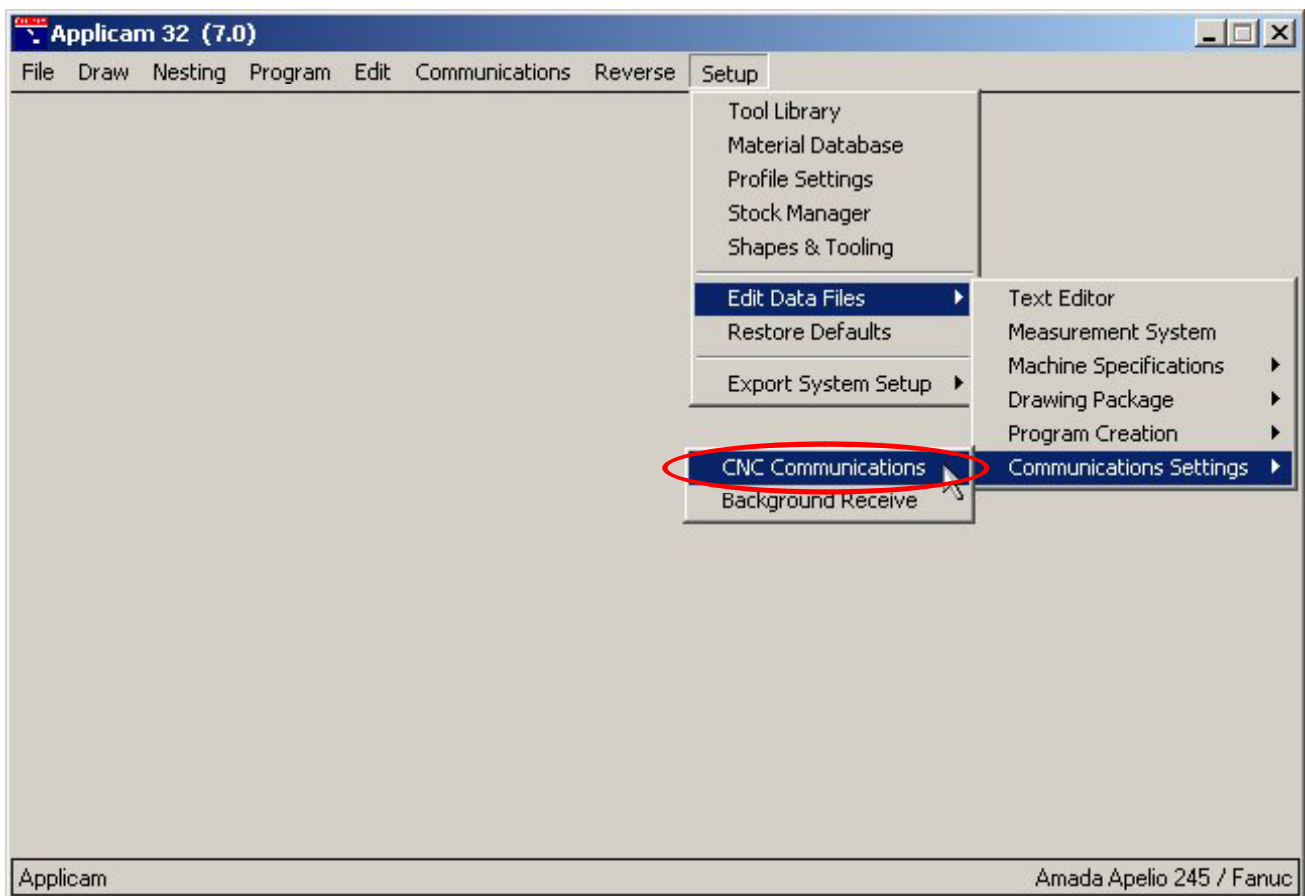 Applicam 32 (7.0)
File Draw Nesting Program Edit Communications Reverse Setup
Tool Library
Material Database
Profile Settings
Stock Manager
Shapes & Tooling
Edit Data Files
Restore Defaults
Export System Setup
Text Editor
Measurement System
Machine Specifications
Drawing Package
Program Creation
Communications Settings
CNC Communications
Background Receive
Applicam
Amada Apelio 245 / Fanuc